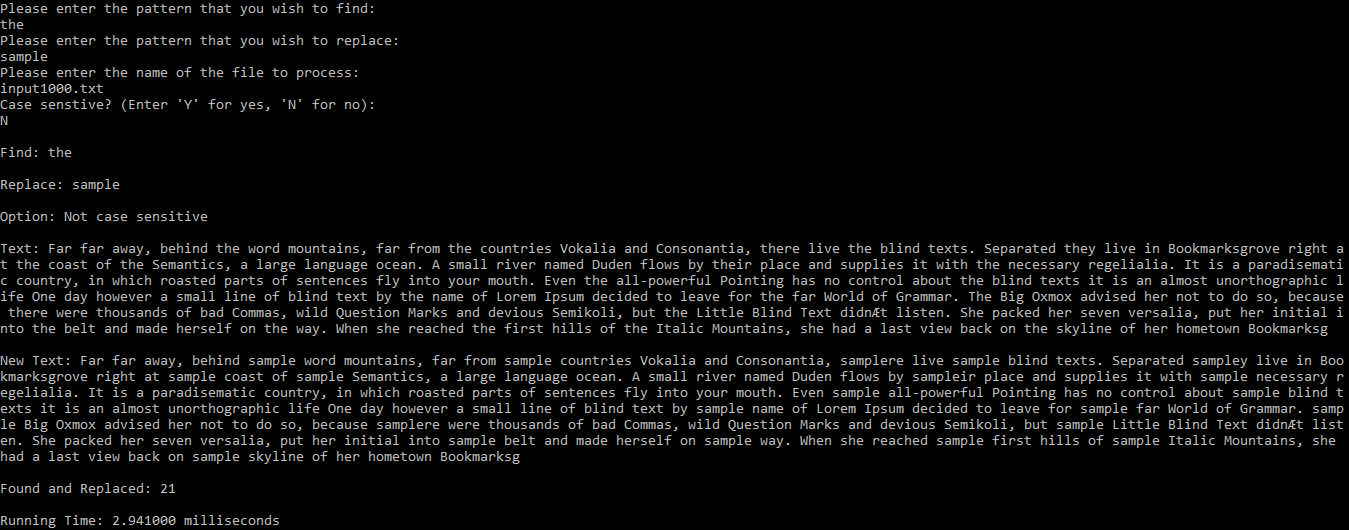 Please enter the pattern that you wish to find:
the
Please enter the pattern that you wish to replace:
sample
Please enter the name of the file to process:
input1000.txt
Case senstive? (Enter 'Y' for yes, 'N' for no):
N
Find: the
Replace: sample
Option: Not case sensitive
Text: Far far away, behind the word mountains, far from the countries Vokalia and Consonantia, there live the blind texts. Separated they live in Bookmarksgrove right a
t the coast of the Semantics, a large language ocean. A small river named Duden flows by their place and supplies it with the necessary regelialia. It is a paradisemati
c country, in which roasted parts of sentences fly into your mouth. Even the all-powerful Pointing has no control about the blind texts it is an almost unorthographic l
ife One day however a small line of blind text by the name of Lorem Ipsum decided to leave for the far World of Grammar. The Big Oxmox advised her not to do so, because
 there were thousands of bad Commas, wild Question Marks and devious Semikoli, but the Little Blind Text didnÆt listen. She packed her seven versalia, put her initial i
nto the belt and made herself on the way. When she reached the first hills of the Italic Mountains, she had a last view back on the skyline of her hometown Bookmarksg
New Text: Far far away, behind sample word mountains, far from sample countries Vokalia and Consonantia, samplere live sample blind texts. Separated sampley live in Boo
kmarksgrove right at sample coast of sample Semantics, a large language ocean. A small river named Duden flows by sampleir place and supplies it with sample necessary r
egelialia. It is a paradisematic country, in which roasted parts of sentences fly into your mouth. Even sample all-powerful Pointing has no control about sample blind t
exts it is an almost unorthographic life One day however a small line of blind text by sample name of Lorem Ipsum decided to leave for sample far World of Grammar. samp
le Big Oxmox advised her not to do so, because samplere were thousands of bad Commas, wild Question Marks and devious Semikoli, but sample Little Blind Text didnÆt list
en. She packed her seven versalia, put her initial into sample belt and made herself on sample way. When she reached sample first hills of sample Italic Mountains, she
had a last view back on sample skyline of her hometown Bookmarksg
Found and Replaced: 21
Running Time: 2.941000 milliseconds